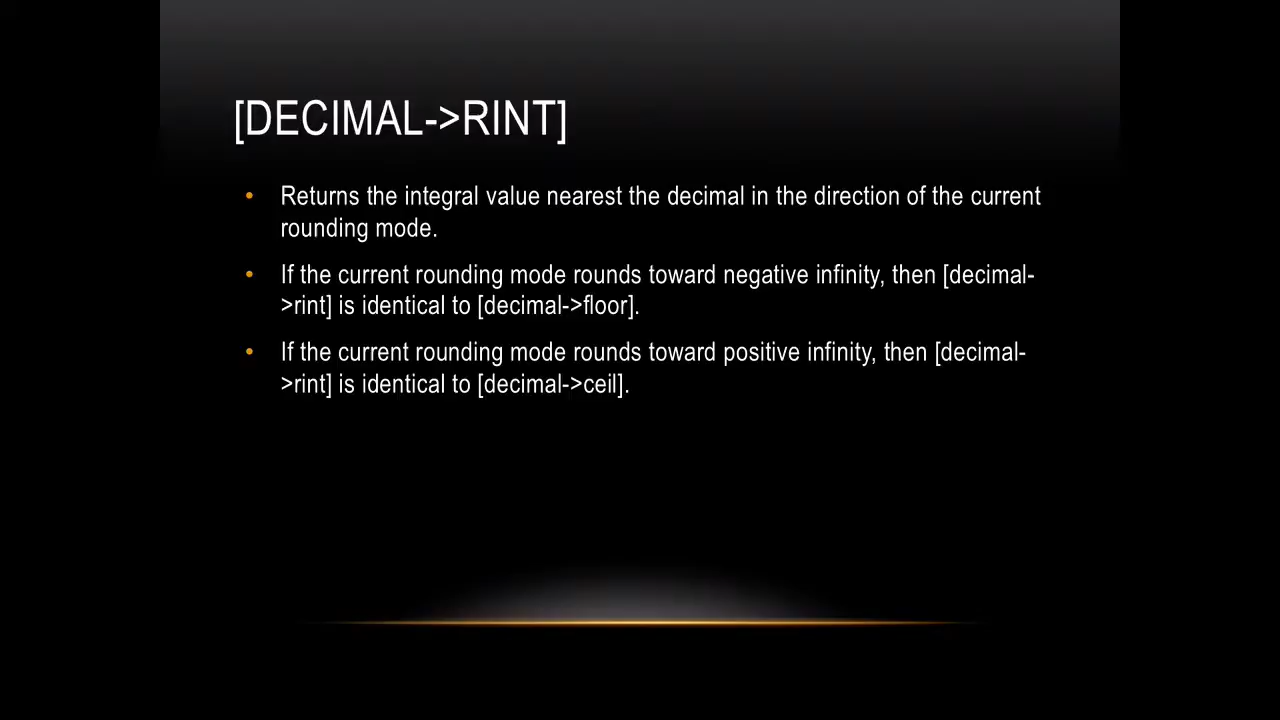 [DECIMAL->RINT]
• Returns the integral value nearest the decimal in the direction of the current
rounding mode.
• If the current rounding mode rounds toward negative infinity, then [decimal-
>rint] is identical to [decimal->floor].
• If the current rounding mode rounds toward positive infinity, then [decimal-
>rint] is identical to [decimal->ceil].